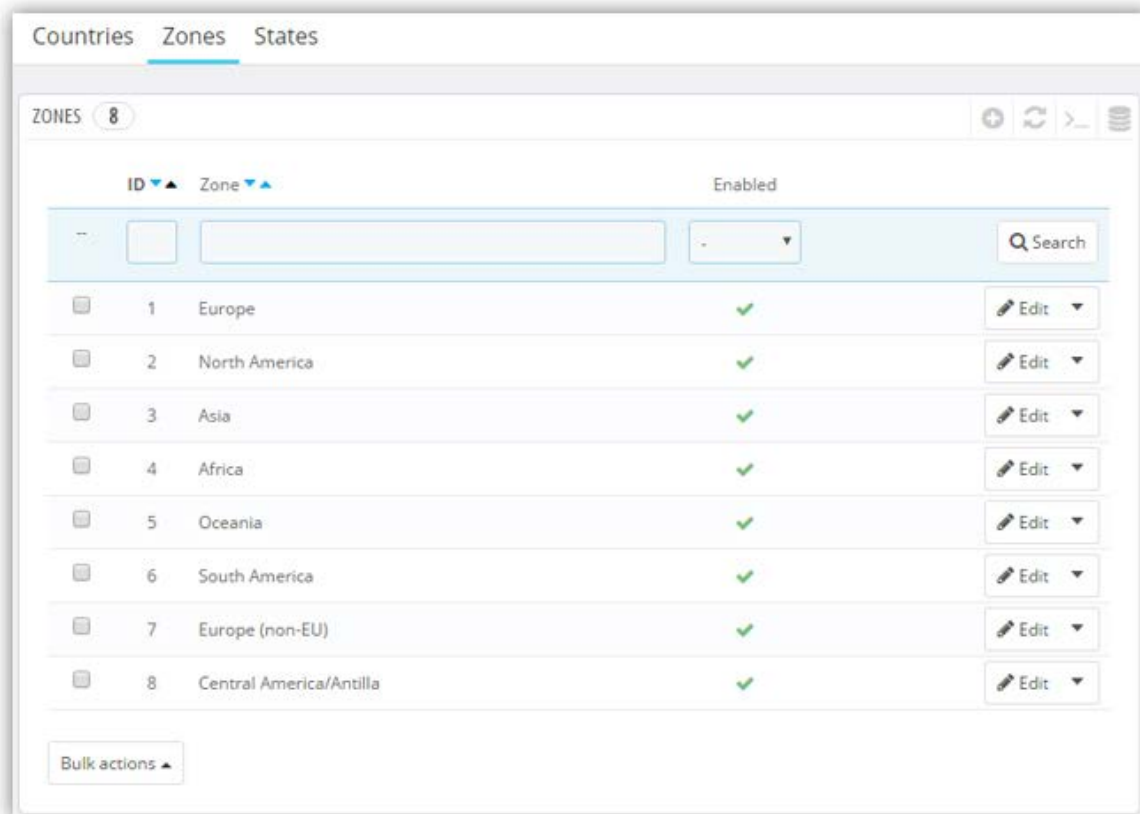 Countries Zones States
ZONES 8
ID Zone Enabled
-- - Search
1 Europe Edit
2 North America Edit
3 Asia Edit
4 Africa Edit
5 Oceania Edit
6 South America Edit
7 Europe (non-EU) Edit
8 Central America/Antilla Edit
Bulk actions